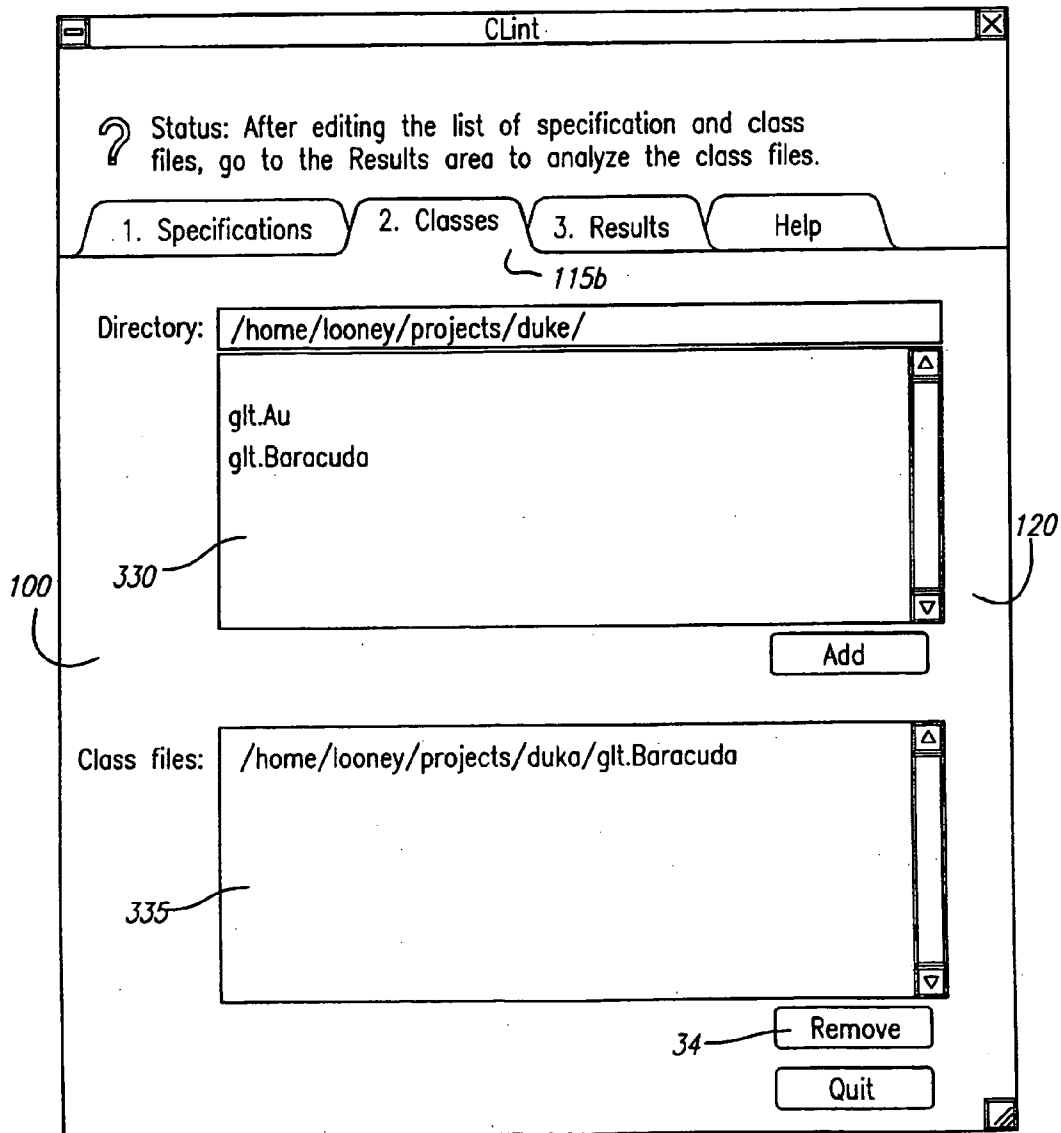 CLint
Status: After editing the list of specification and class
files, go to the Results area to analyze the class files.
1. Specifications
2. Classes
3. Results
Help
115b
Directory:
/home/looney/projects/duke/
glt.Au
glt.Baracuda
330
100
120
Add
Class files:
/home/looney/projects/duka/glt.Baracuda
335
34
Remove
Quit